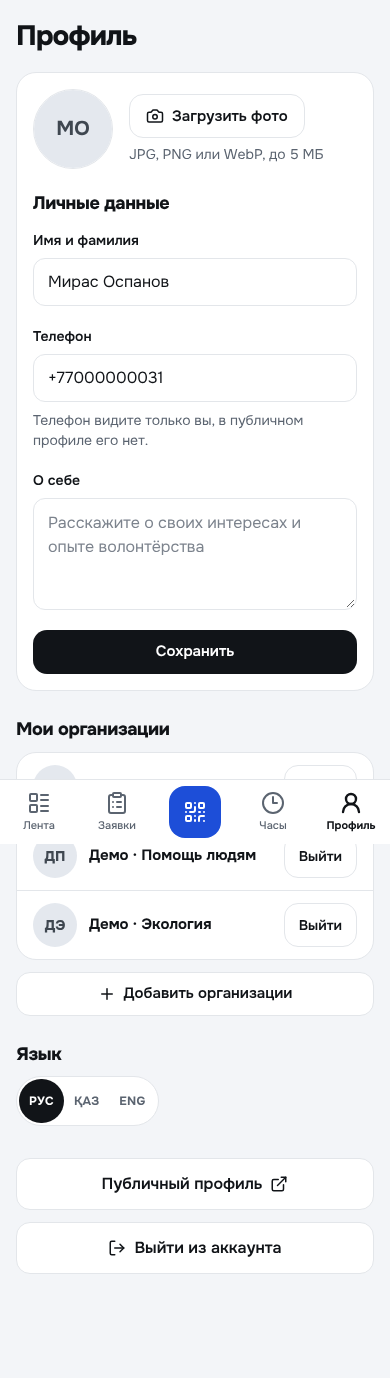 Профиль
МО
Загрузить фото
JPG, PNG или WebP, до 5 МБ
Личные данные
Имя и фамилия
Мирас Оспанов
Телефон
+77000000031
Телефон видите только вы, в публичном
профиле его нет.
О себе
Расскажите о своих интересах и
опыте волонтёрства
Сохранить
Мои организации
Лента
Заявки
Часы
Профиль
ДП
Демо · Помощь людям
Выйти
ДЭ
Демо · Экология
Выйти
Добавить организации
Язык
РУС
ҚАЗ
ENG
Публичный профиль
Выйти из аккаунта